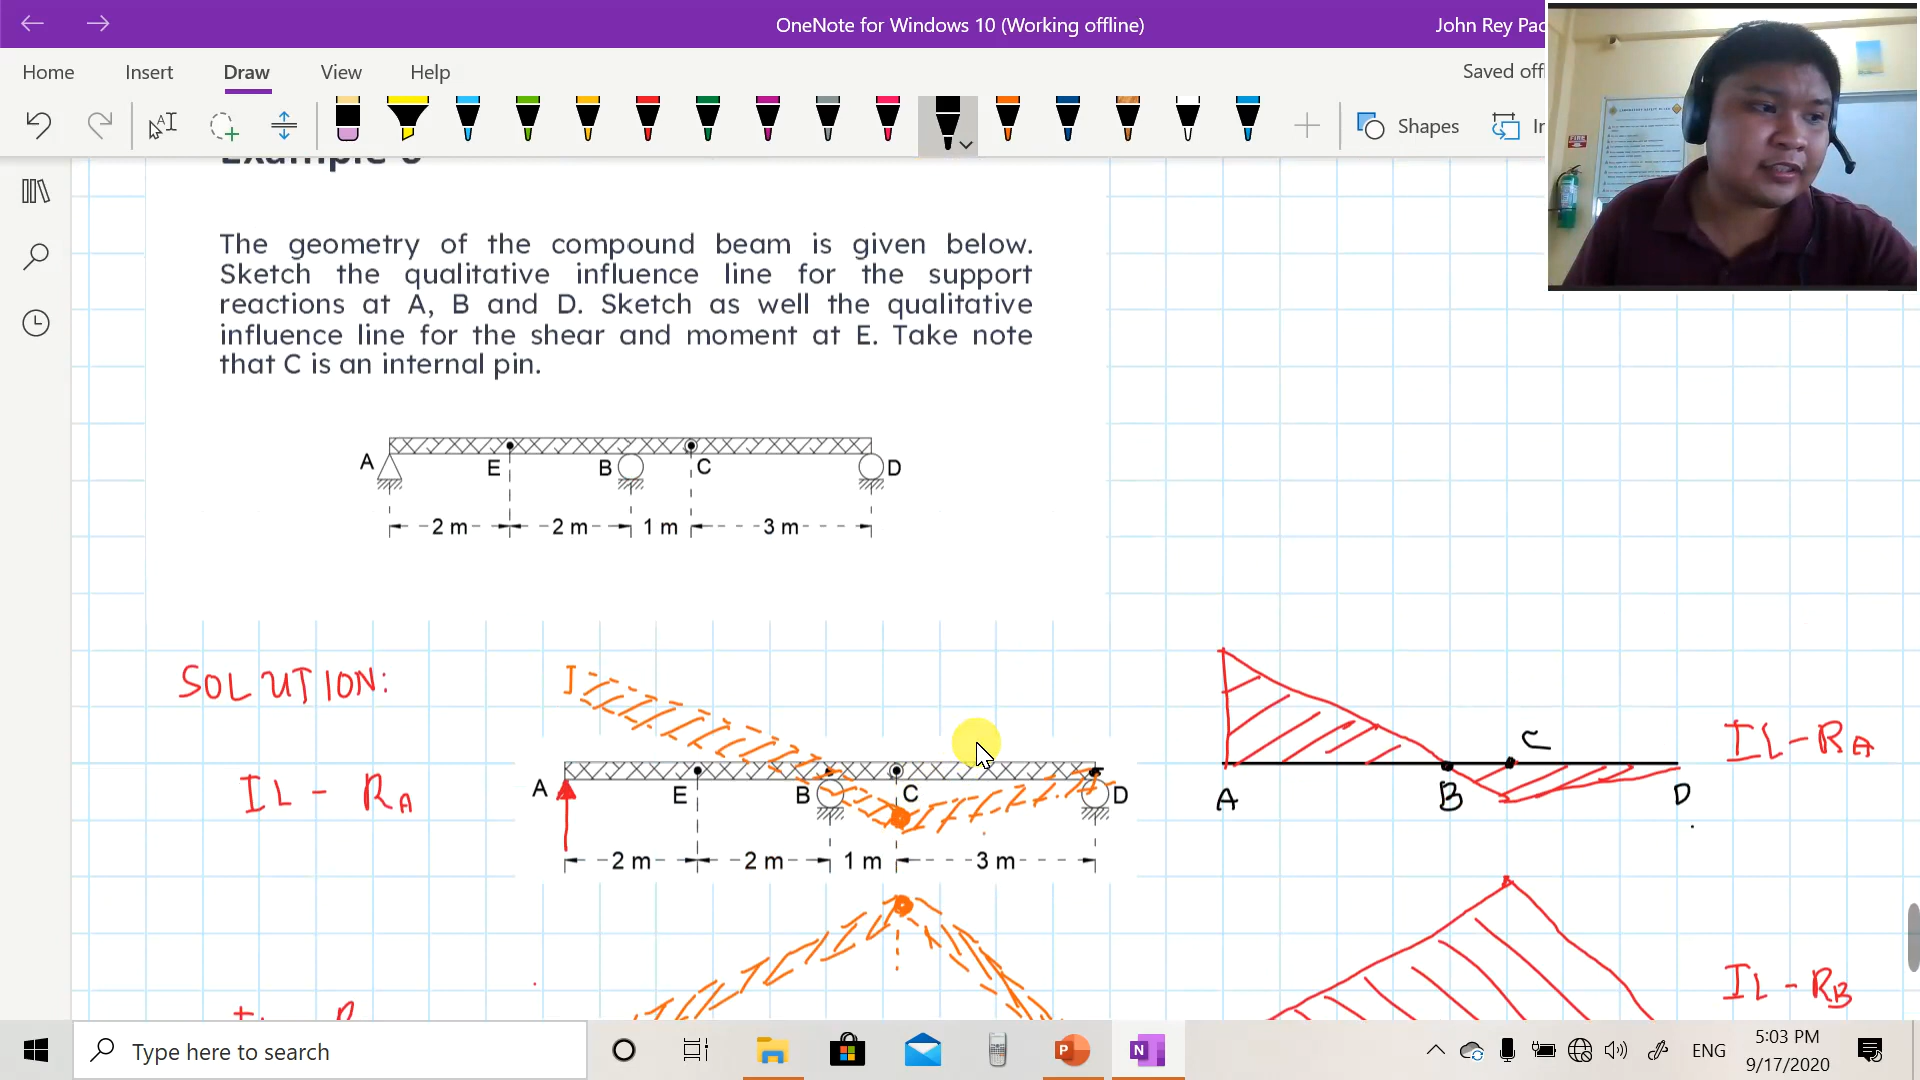 OneNote for Windows 10 (Working offline)
John Rey Pac
Home Insert Draw View Help
Saved off
Shapes
The geometry of the compound beam is given below.
Sketch the qualitative influence line for the support
reactions at A, B and D. Sketch as well the qualitative
influence line for the shear and moment at E. Take note
that C is an internal pin.
A E B C D
2 m 2 m 1 m 3 m
SOLUTION:
IL - RA
A E B C D
2 m 2 m 1 m 3 m
C
A B D
IL - RA
IL - RB
Type here to search
ENG
5:03 PM
9/17/2020